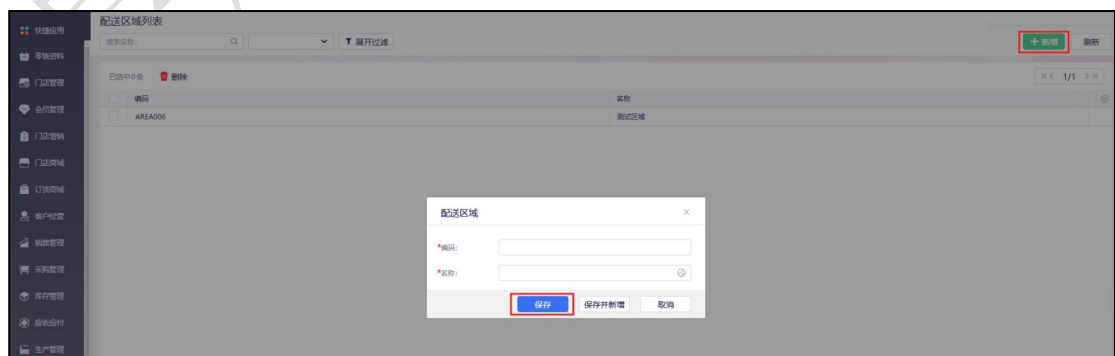 配送区域列表
快捷应用
搜索名称:
展开过滤
新增
刷新
零售资料
门店管理
已选中0条
删除
1/1
编码
名称
会员管理
AREA006
测试区域
门店营销
门店商城
订货商城
客户经营
销售管理
采购管理
库存管理
应收应付
生产管理
配送区域
*编码:
*名称:
保存
保存并新增
取消